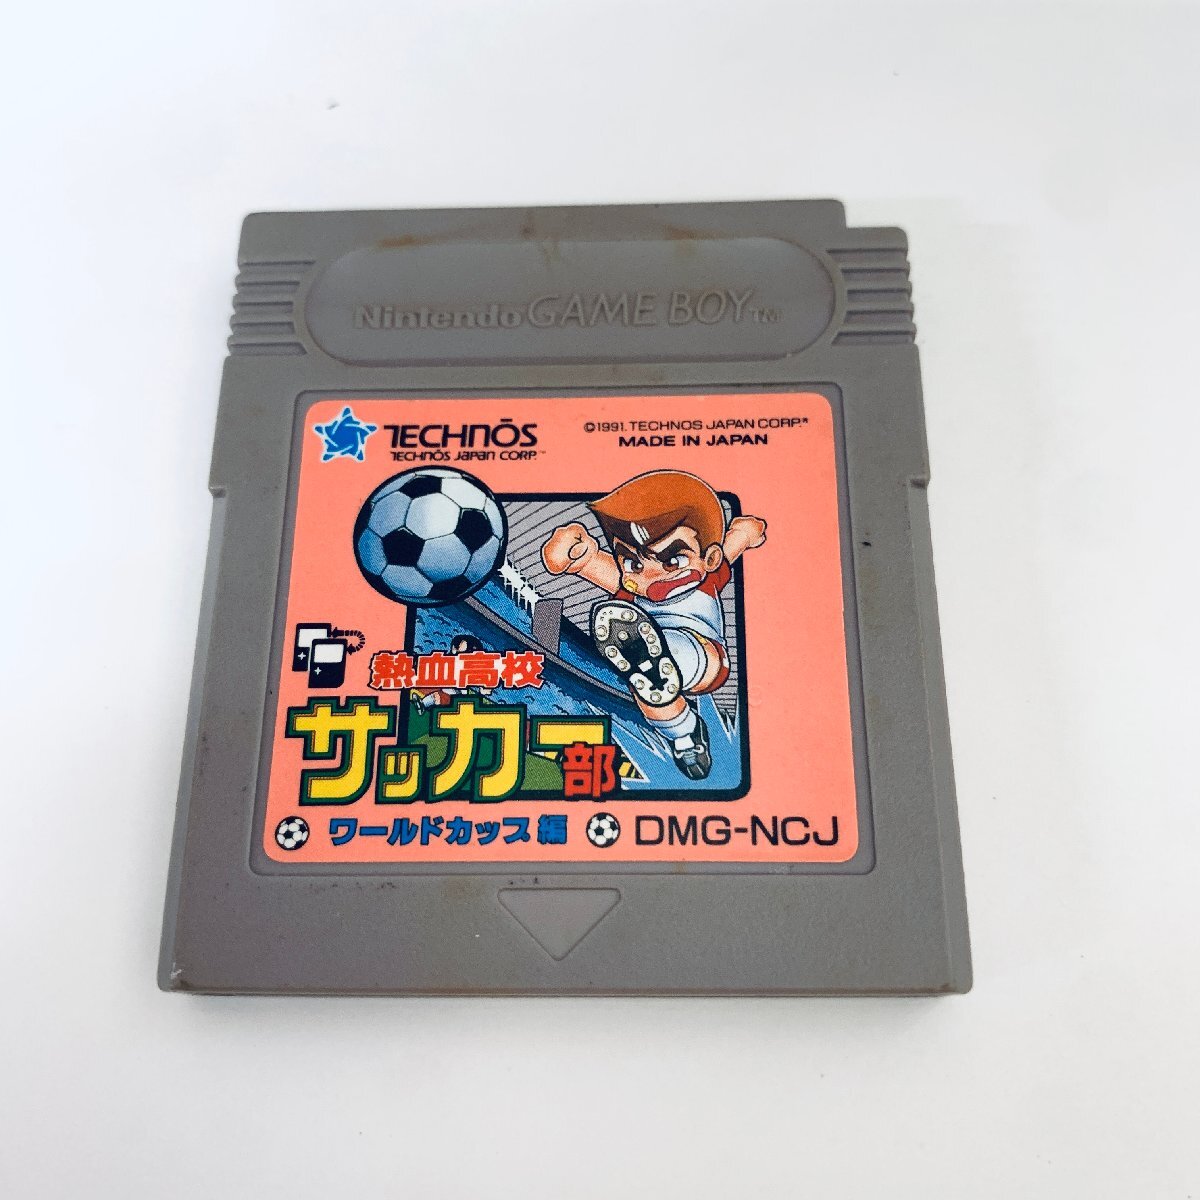 Nintendo GAME BOY™
TECHNŌS
TECHNŌS JAPAN CORP.™
©1991. TECHNOS JAPAN CORP.*
MADE IN JAPAN
熱血高校
サッカー部
ワールドカップ編
DMG-NCJ